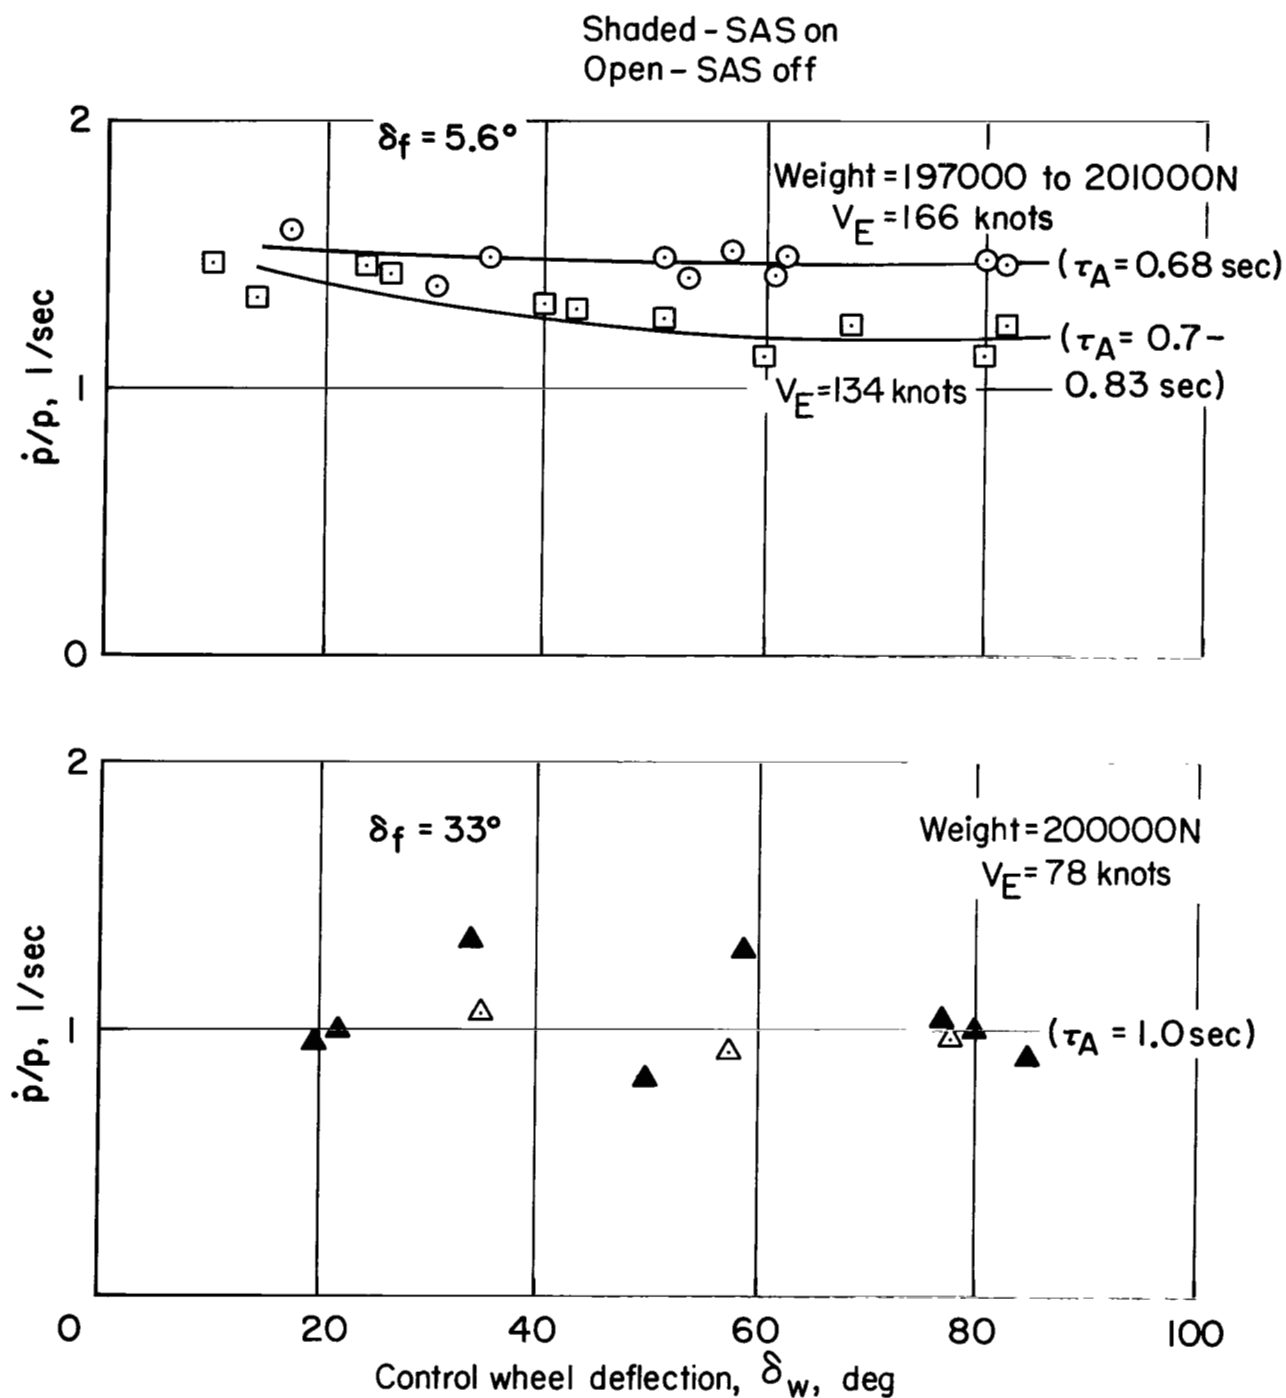 Shaded - SAS on
Open - SAS off
2
δf = 5.6°
Weight = 197000 to 201000N
VE = 166 knots
(τA = 0.68 sec)
(τA = 0.7-
0.83 sec)
1
VE = 134 knots
ṗ/p, 1/sec
0
2
δf = 33°
Weight = 200000N
VE = 78 knots
ṗ/p, 1/sec
1
(τA = 1.0 sec)
0 20 40 60 80 100
Control wheel deflection, δw, deg